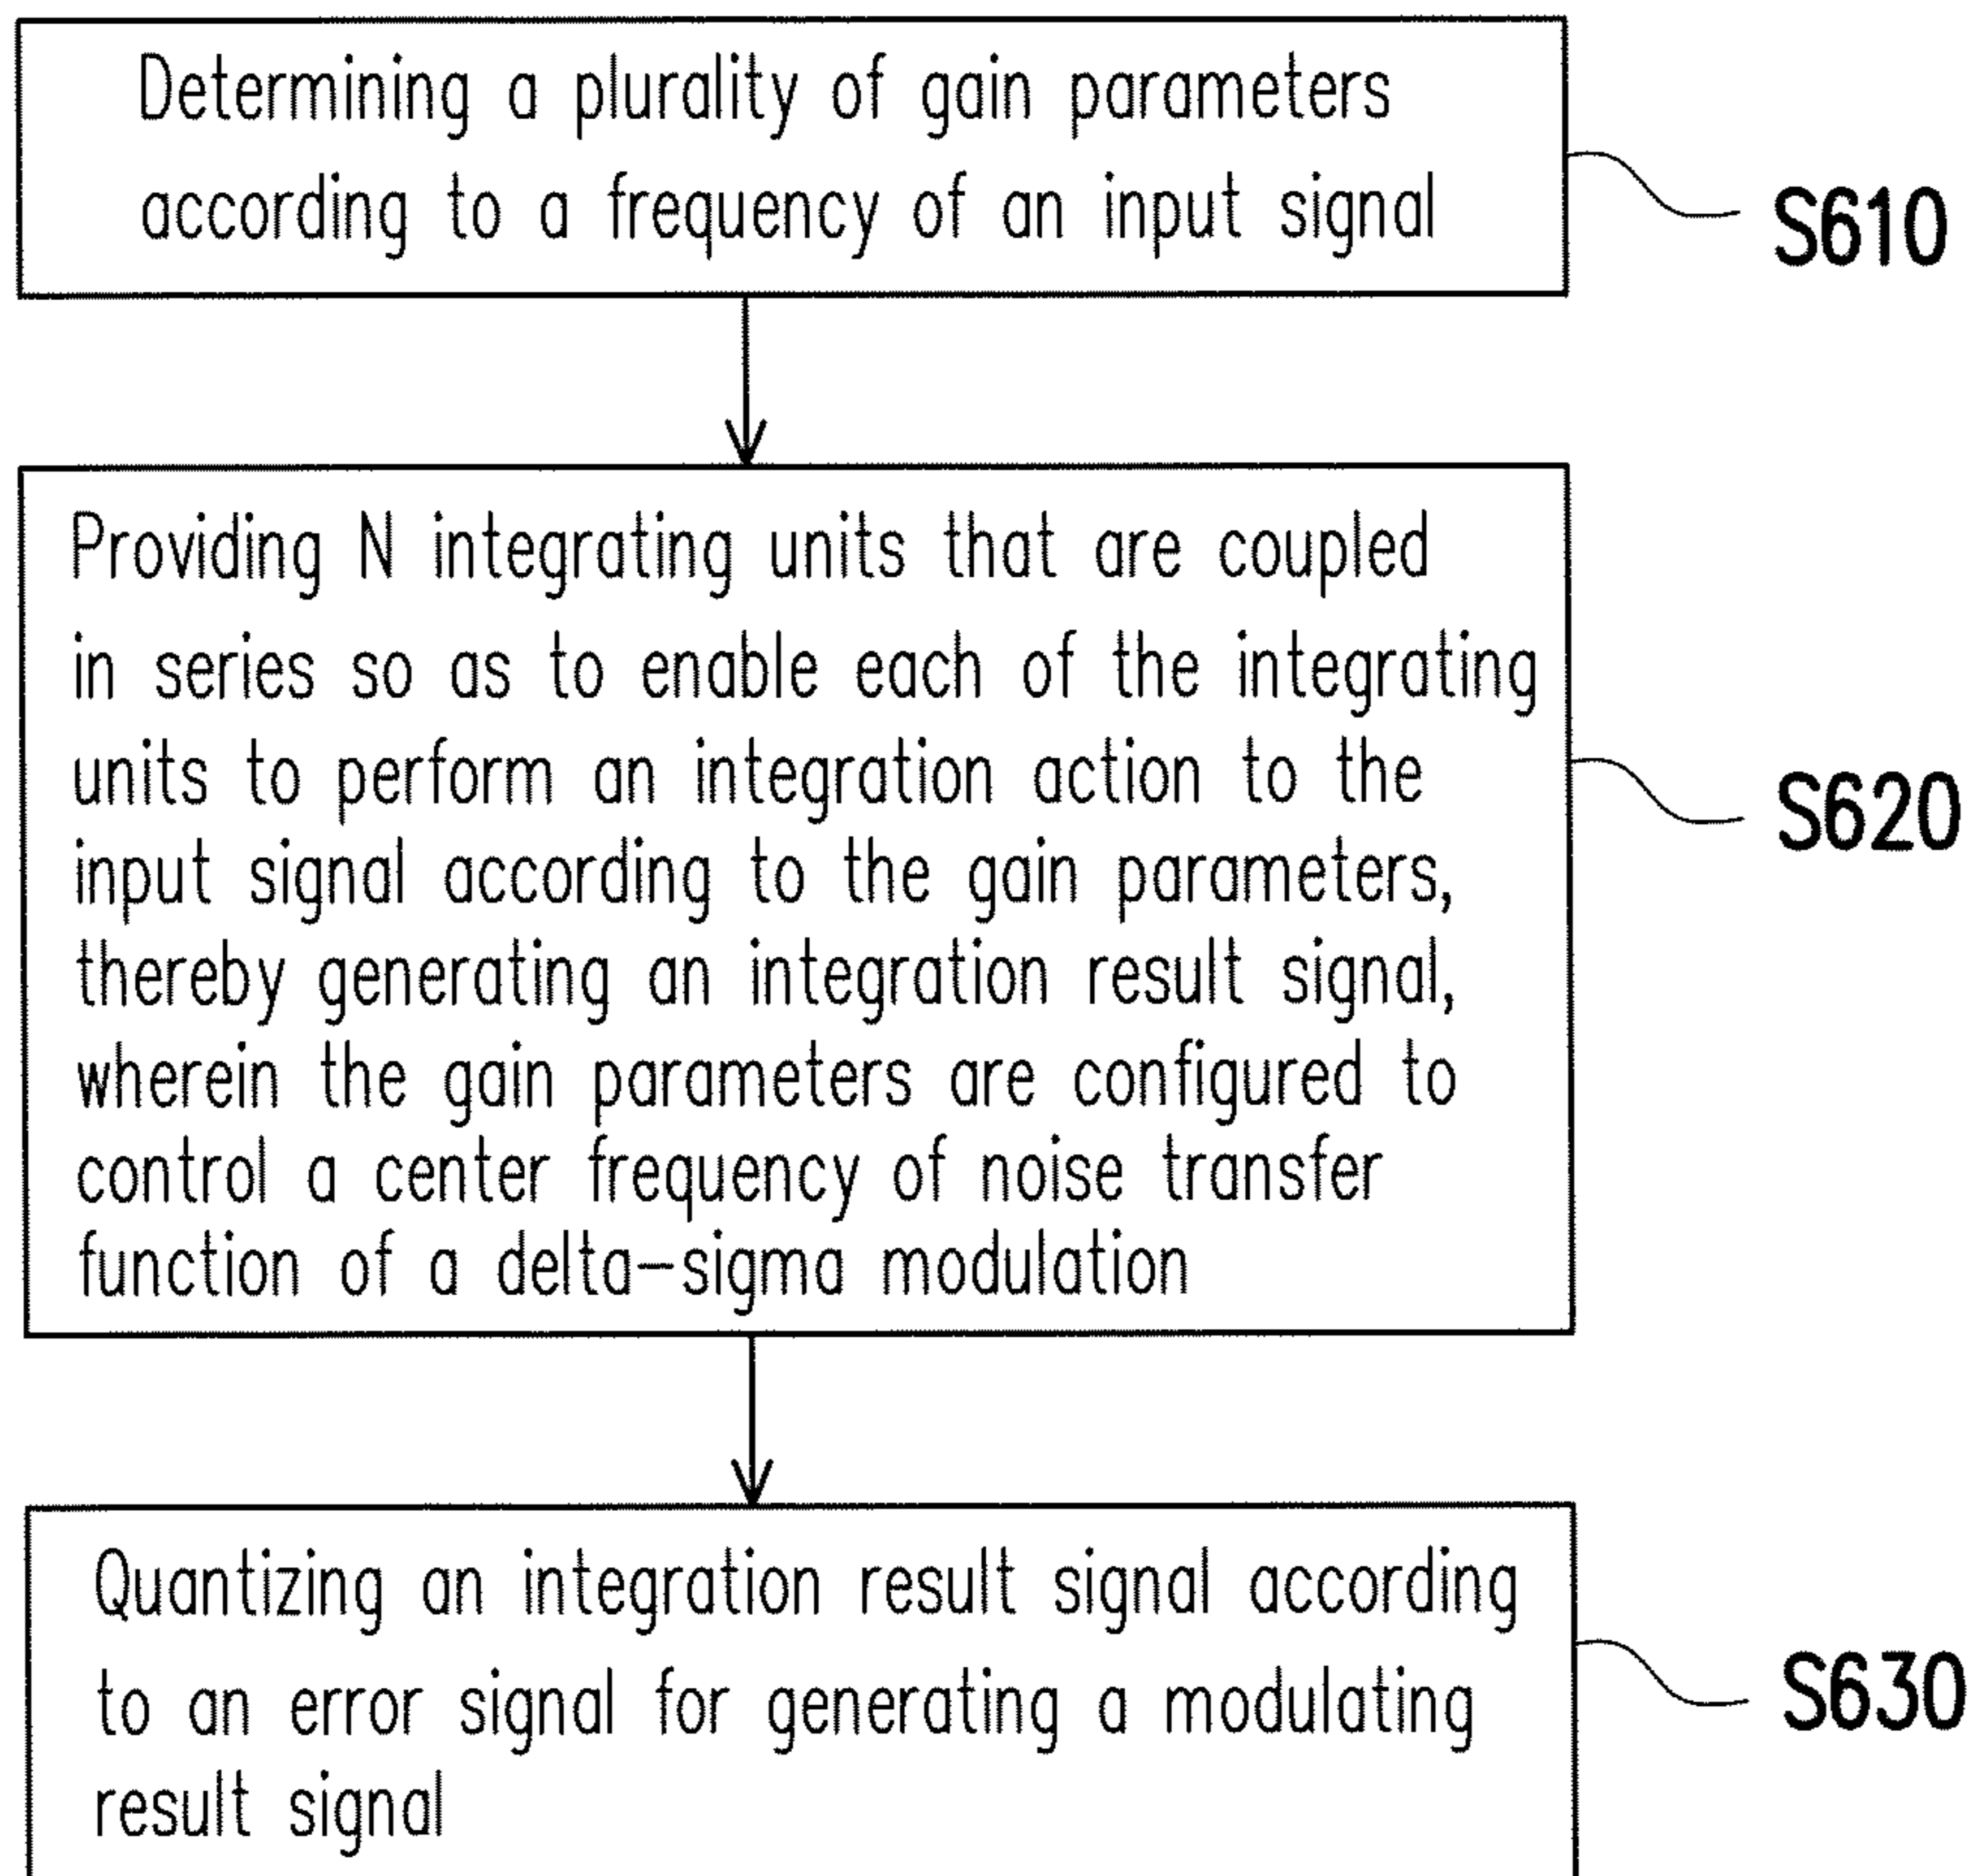 Determining a plurality of gain parameters
according to a frequency of an input signal
S610
Providing N integrating units that are coupled
in series so as to enable each of the integrating
units to perform an integration action to the
input signal according to the gain parameters,
thereby generating an integration result signal,
wherein the gain parameters are configured to
control a center frequency of noise transfer
function of a delta-sigma modulation
S620
Quantizing an integration result signal according
to an error signal for generating a modulating
result signal
S630